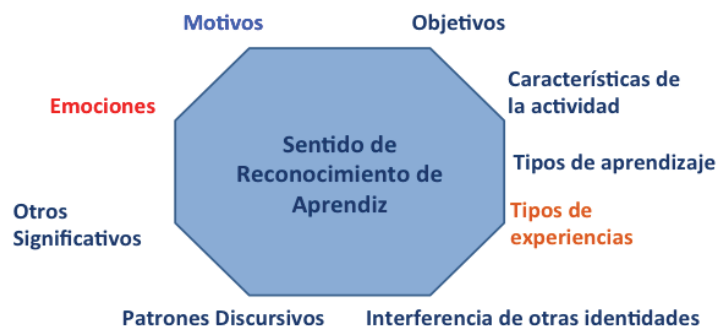 Motivos
Objetivos
Emociones
Características de
la actividad
Sentido de
Reconocimiento de
Aprendiz
Tipos de aprendizaje
Otros
Significativos
Tipos de
experiencias
Patrones Discursivos
Interferencia de otras identidades